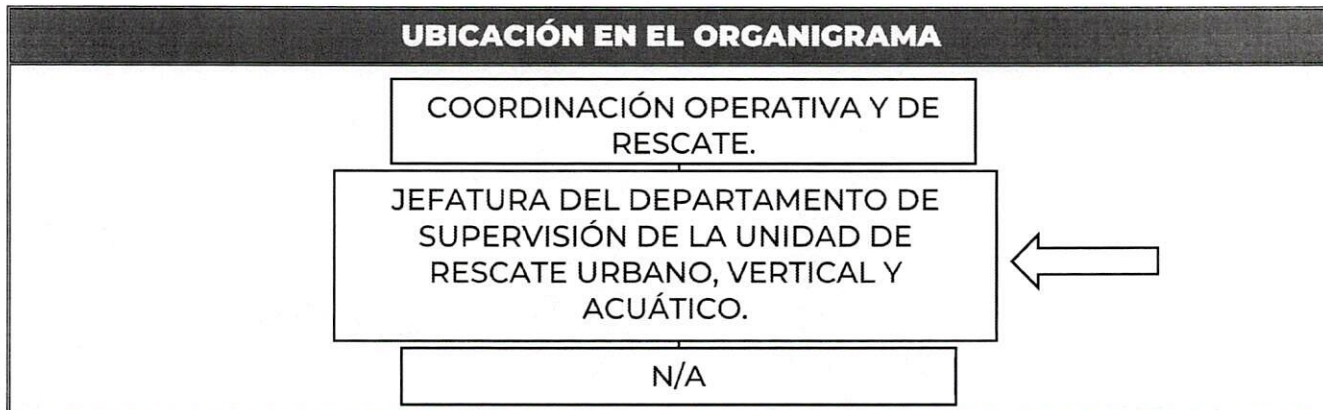 UBICACIÓN EN EL ORGANIGRAMA
COORDINACIÓN OPERATIVA Y DE
RESCATE.
JEFATURA DEL DEPARTAMENTO DE
SUPERVISIÓN DE LA UNIDAD DE
RESCATE URBANO, VERTICAL Y
ACUÁTICO.
N/A